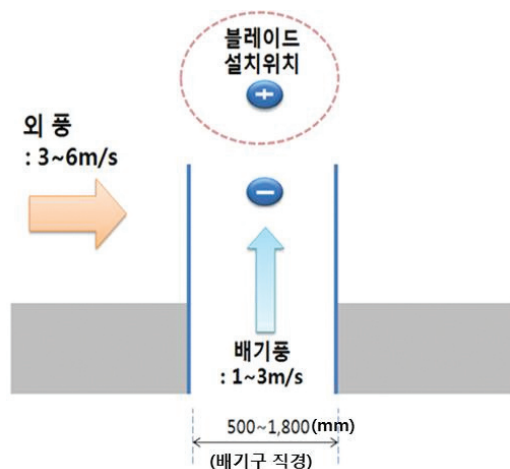 블레이드
설치위치
+
외 풍
: 3~6m/s
−
배기풍
: 1~3m/s
500~1,800(mm)
(배기구 직경)